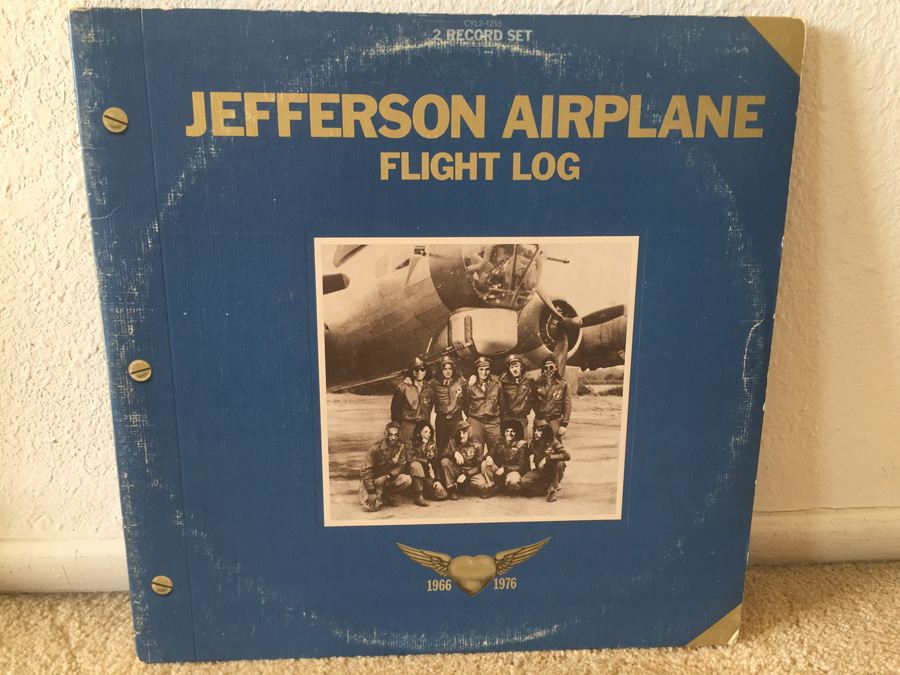 CYL2-1255
2 RECORD SET
JEFFERSON AIRPLANE
FLIGHT LOG
1966 1976